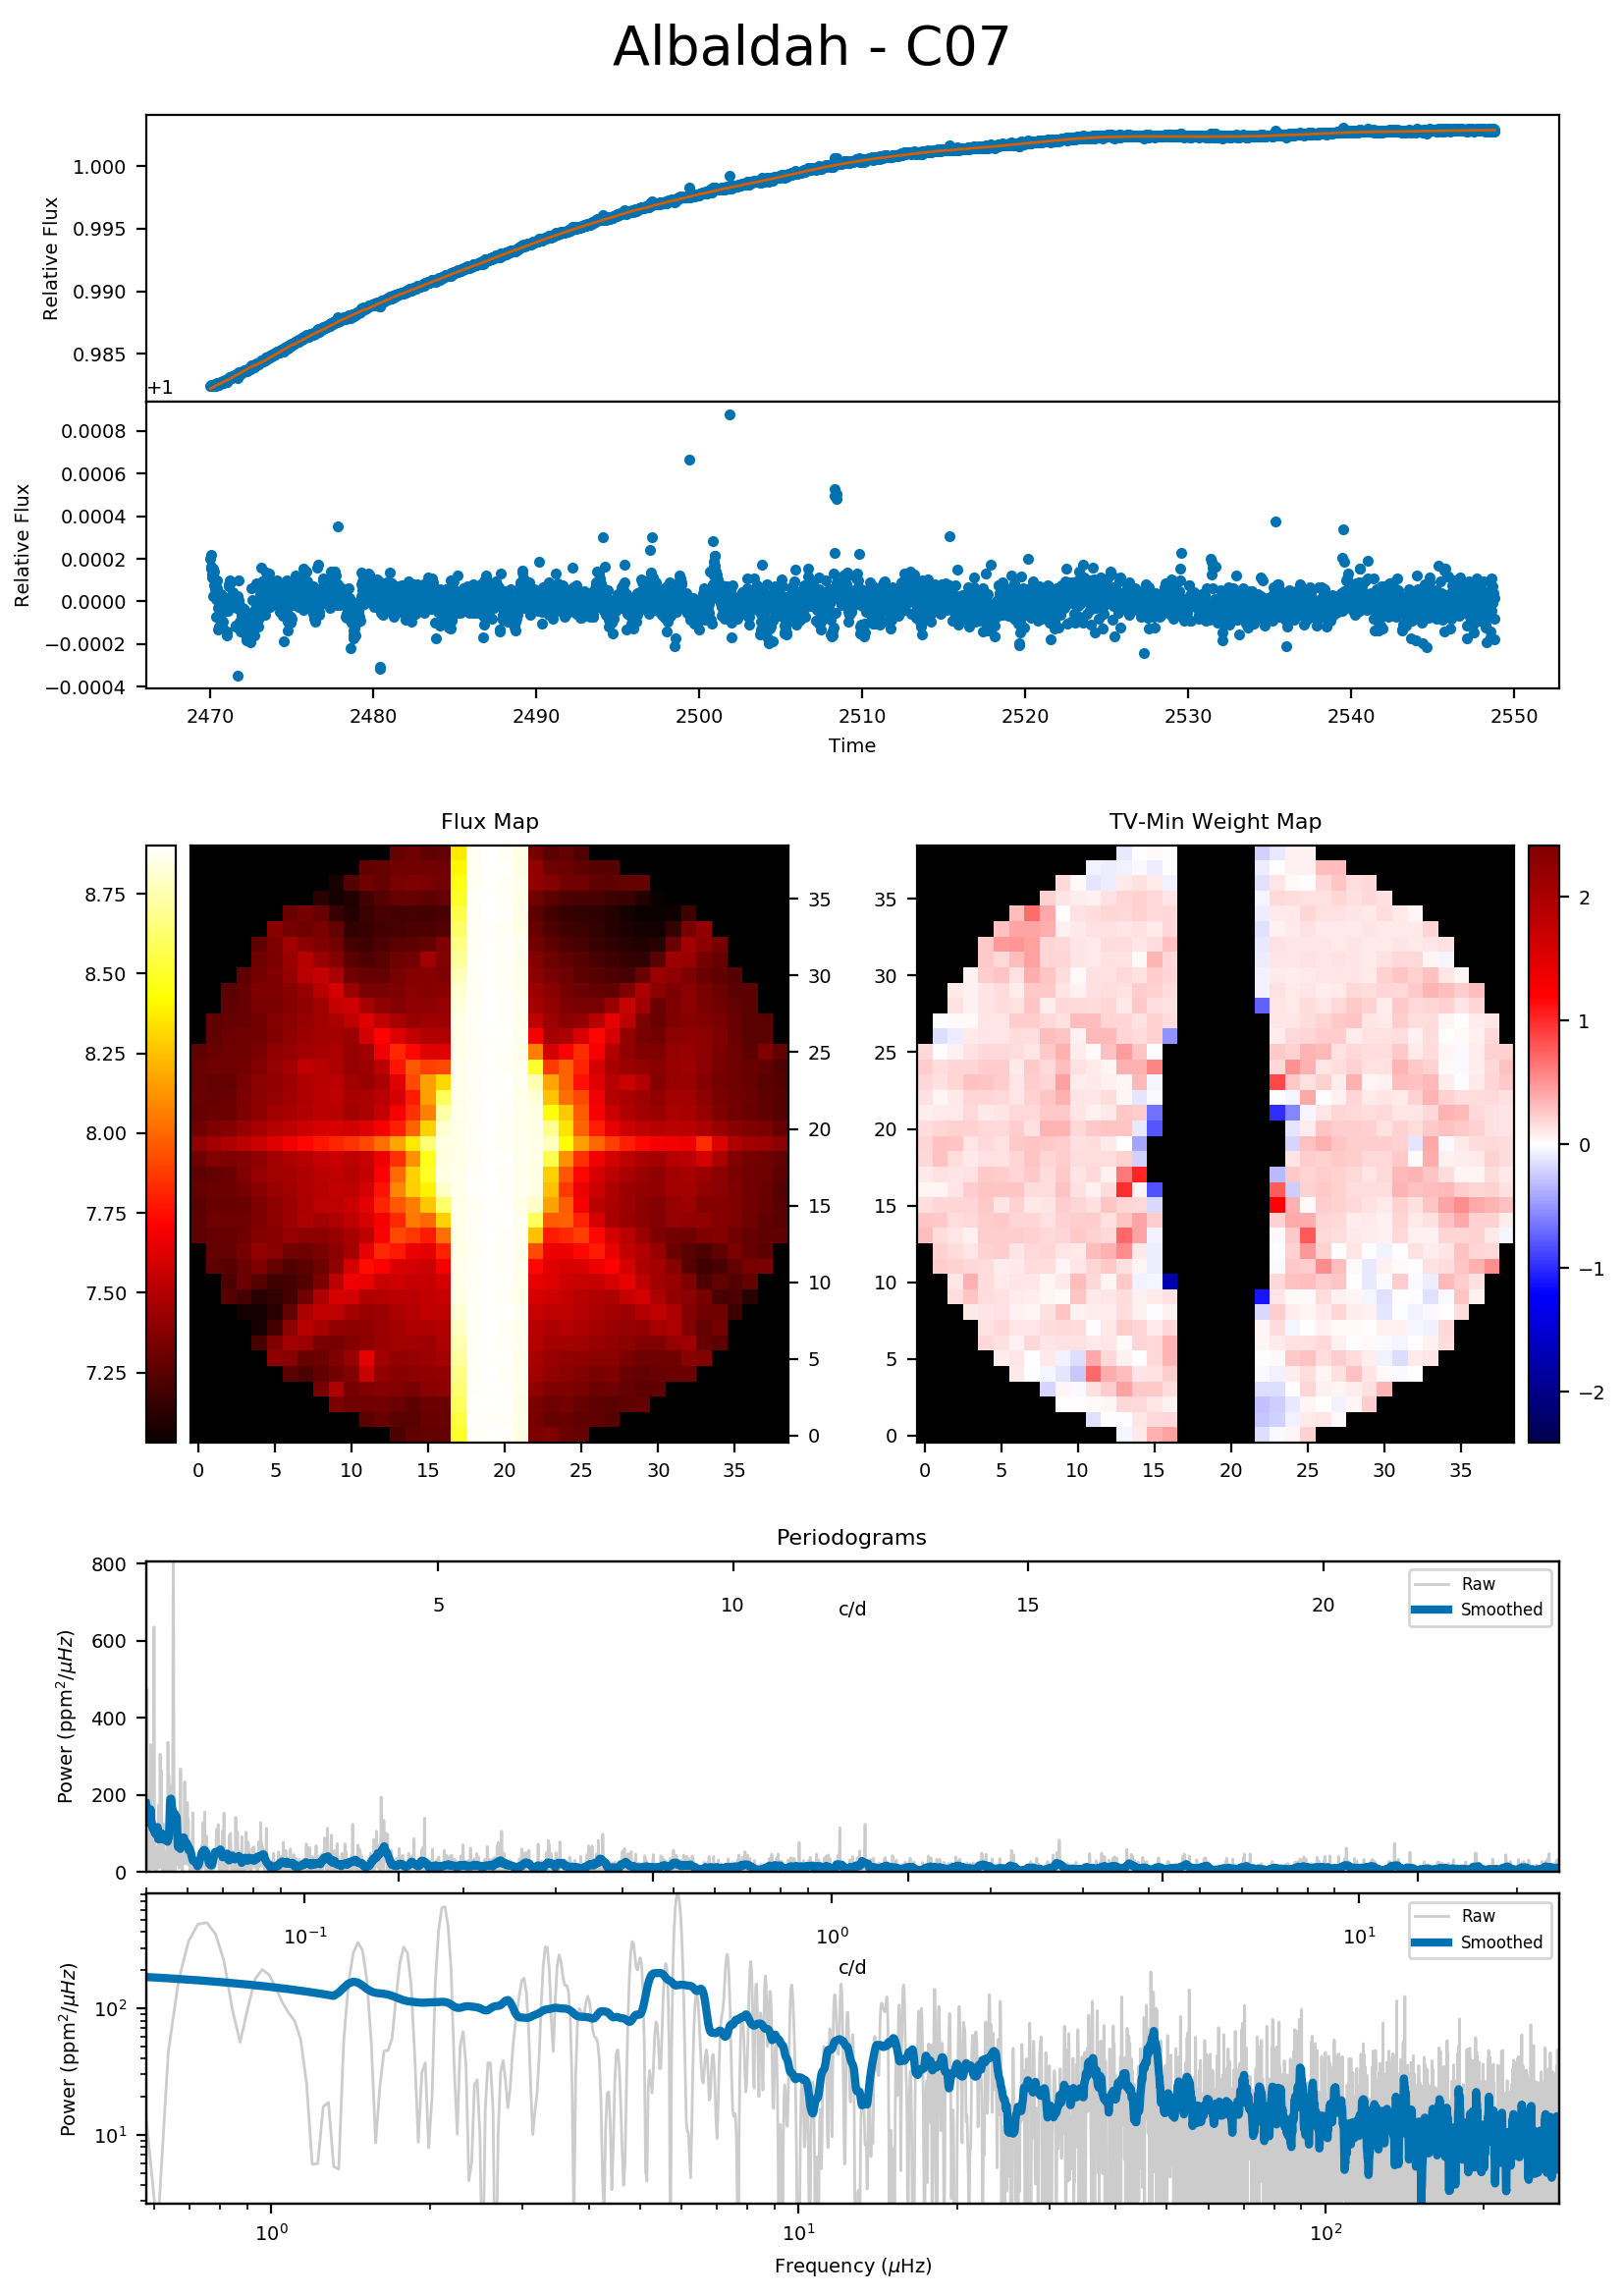 Albaldah - C07
1.000
0.995
0.990
0.985
Relative Flux
+1
0.0008
0.0006
0.0004
0.0002
0.0000
−0.0002
−0.0004
Relative Flux
2470 2480 2490 2500 2510 2520 2530 2540 2550
Time
Flux Map
8.75
8.50
8.25
8.00
7.75
7.50
7.25
35
30
25
20
15
10
5
0
0 5 10 15 20 25 30 35
TV-Min Weight Map
35
30
25
20
15
10
5
0
0 5 10 15 20 25 30 35
2
1
0
−1
−2
Periodograms
800
600
400
200
0
Power (ppm²/μHz)
5 10 15 20
c/d
Raw
Smoothed
10⁻¹ 10⁰ 10¹
c/d
Raw
Smoothed
10²
10¹
Power (ppm²/μHz)
10⁰ 10¹ 10²
Frequency (μHz)